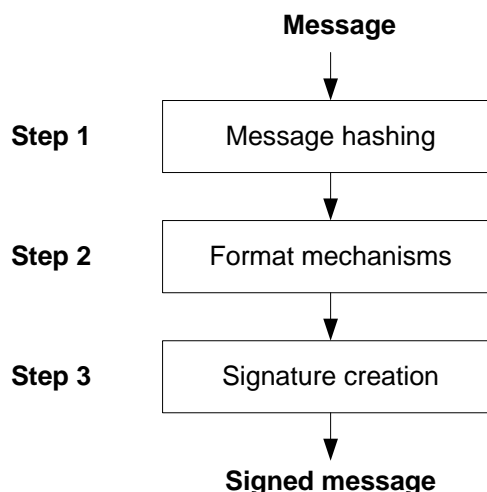 Message
Step 1
Message hashing
Step 2
Format mechanisms
Step 3
Signature creation
Signed message